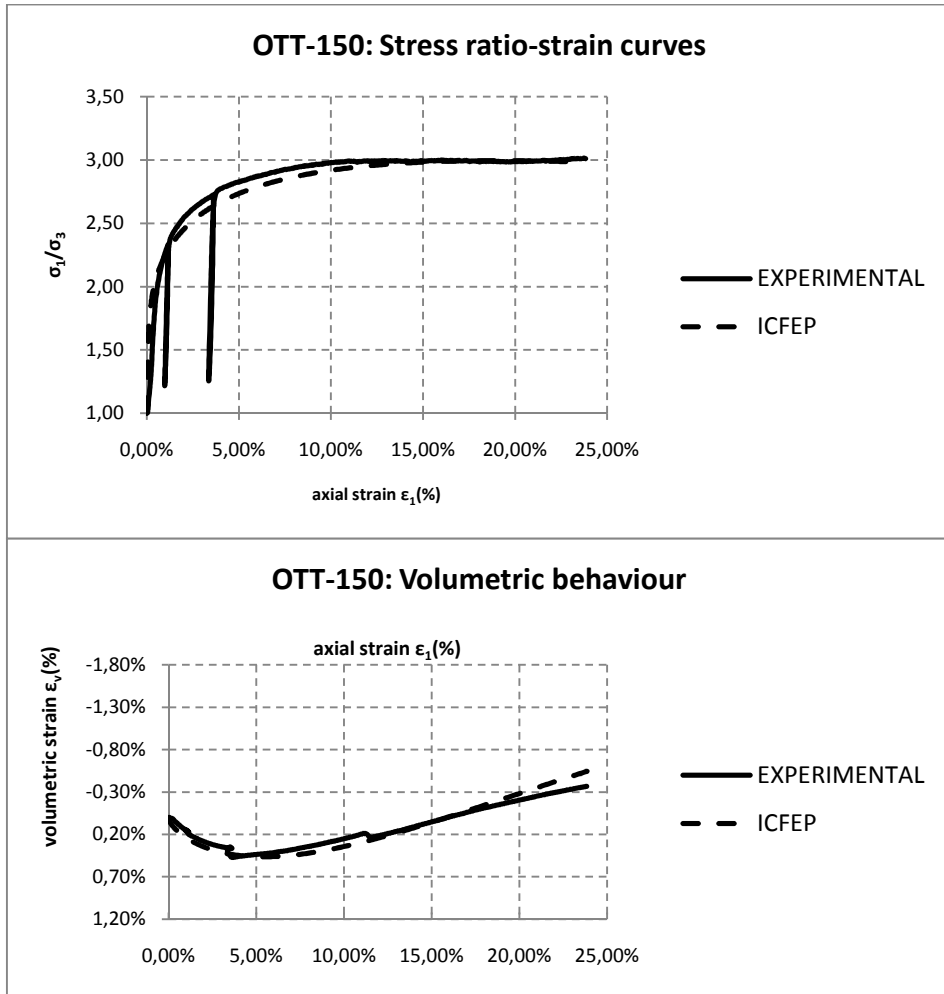 OTT-150: Stress ratio-strain curves
3,50
3,00
2,50
2,00
1,50
1,00
σ1/σ3
0,00% 5,00% 10,00% 15,00% 20,00% 25,00%
axial strain ε1(%)
EXPERIMENTAL
ICFEP
OTT-150: Volumetric behaviour
axial strain ε1(%)
volumetric strain εv(%)
-1,80%
-1,30%
-0,80%
-0,30%
0,20%
0,70%
1,20%
0,00% 5,00% 10,00% 15,00% 20,00% 25,00%
EXPERIMENTAL
ICFEP